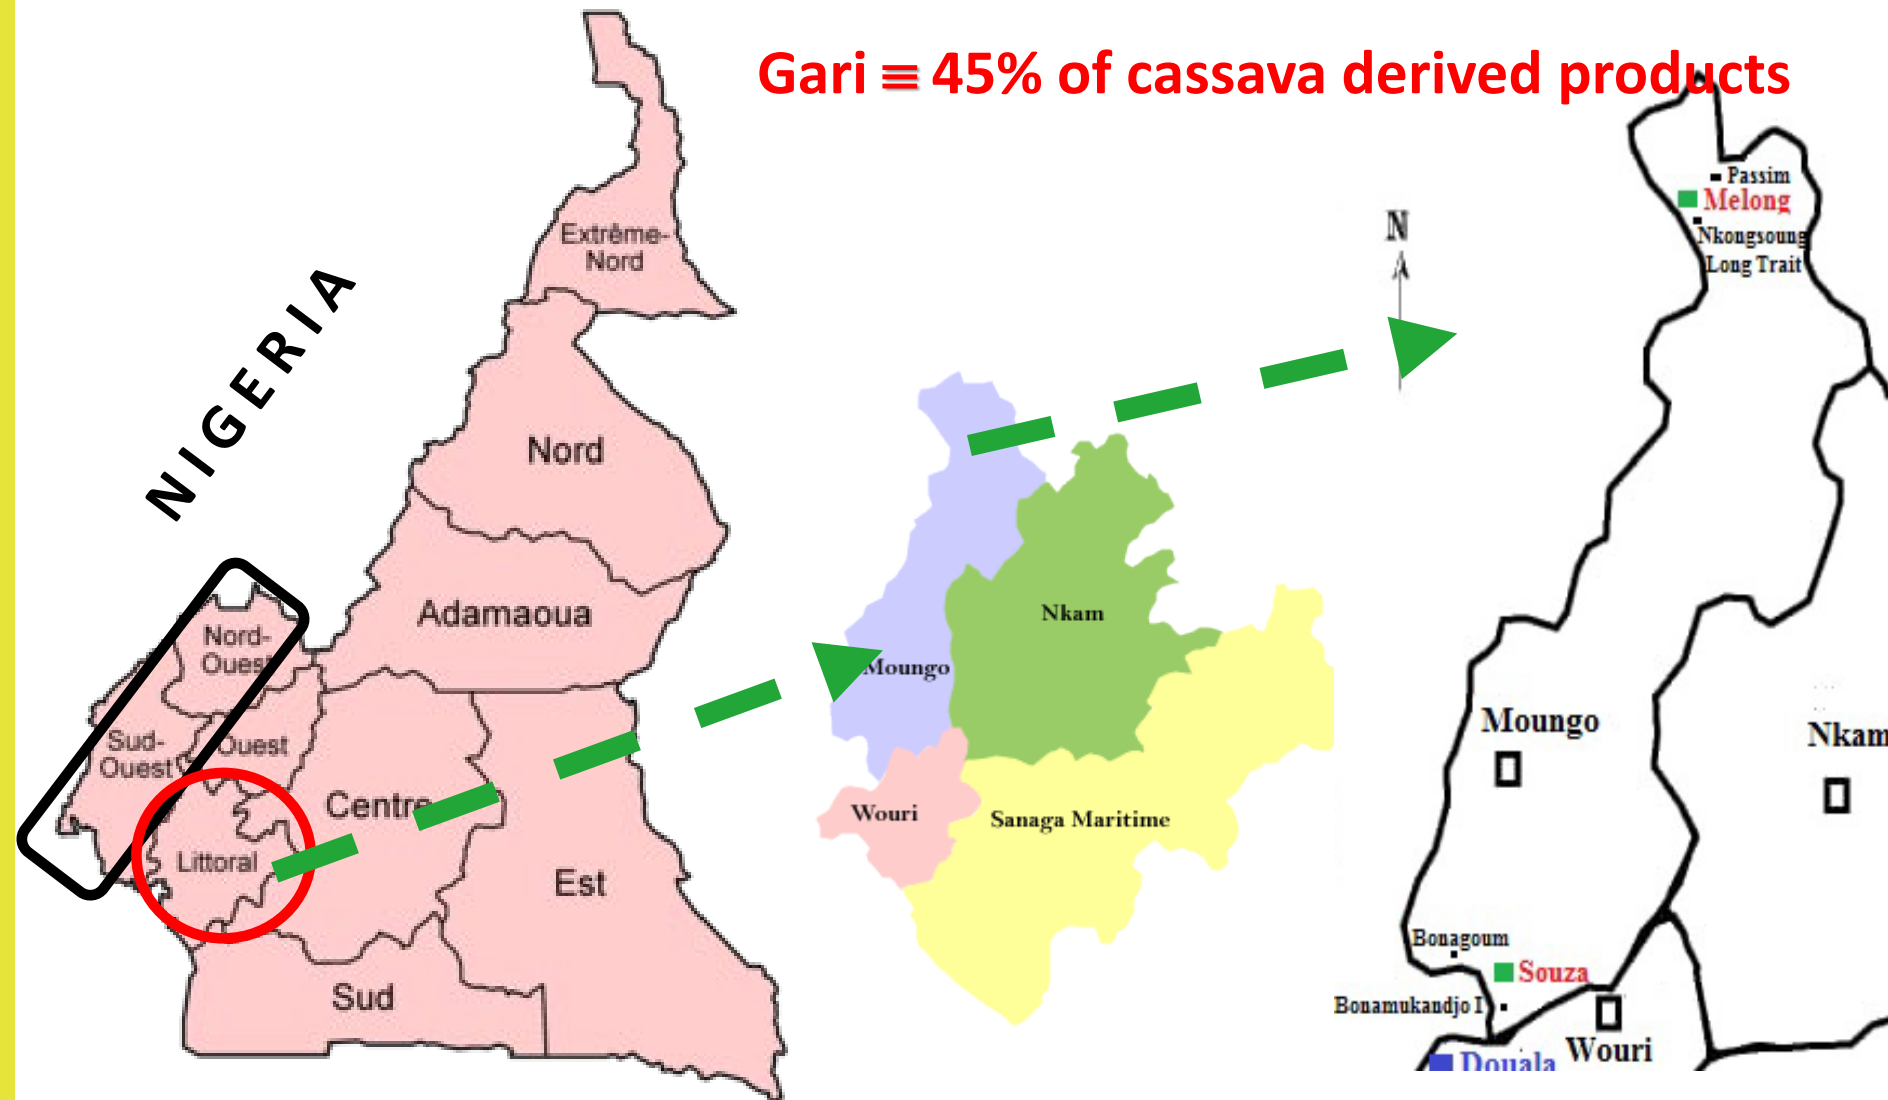 Gari ≡ 45% of cassava derived products
NIGERIA
Extrême-
Nord
Nord
Adamaoua
Nord-
Ouest
Sud-
Ouest
Ouest
Centre
Littoral
Est
Sud
Moungo
Nkam
Wouri
Sanaga Maritime
N
Passim
Melong
Nkongsoung
Long Trait
Moungo
Nkam
Bonagoum
Souza
Bonamukandjo I
Wouri
Douala